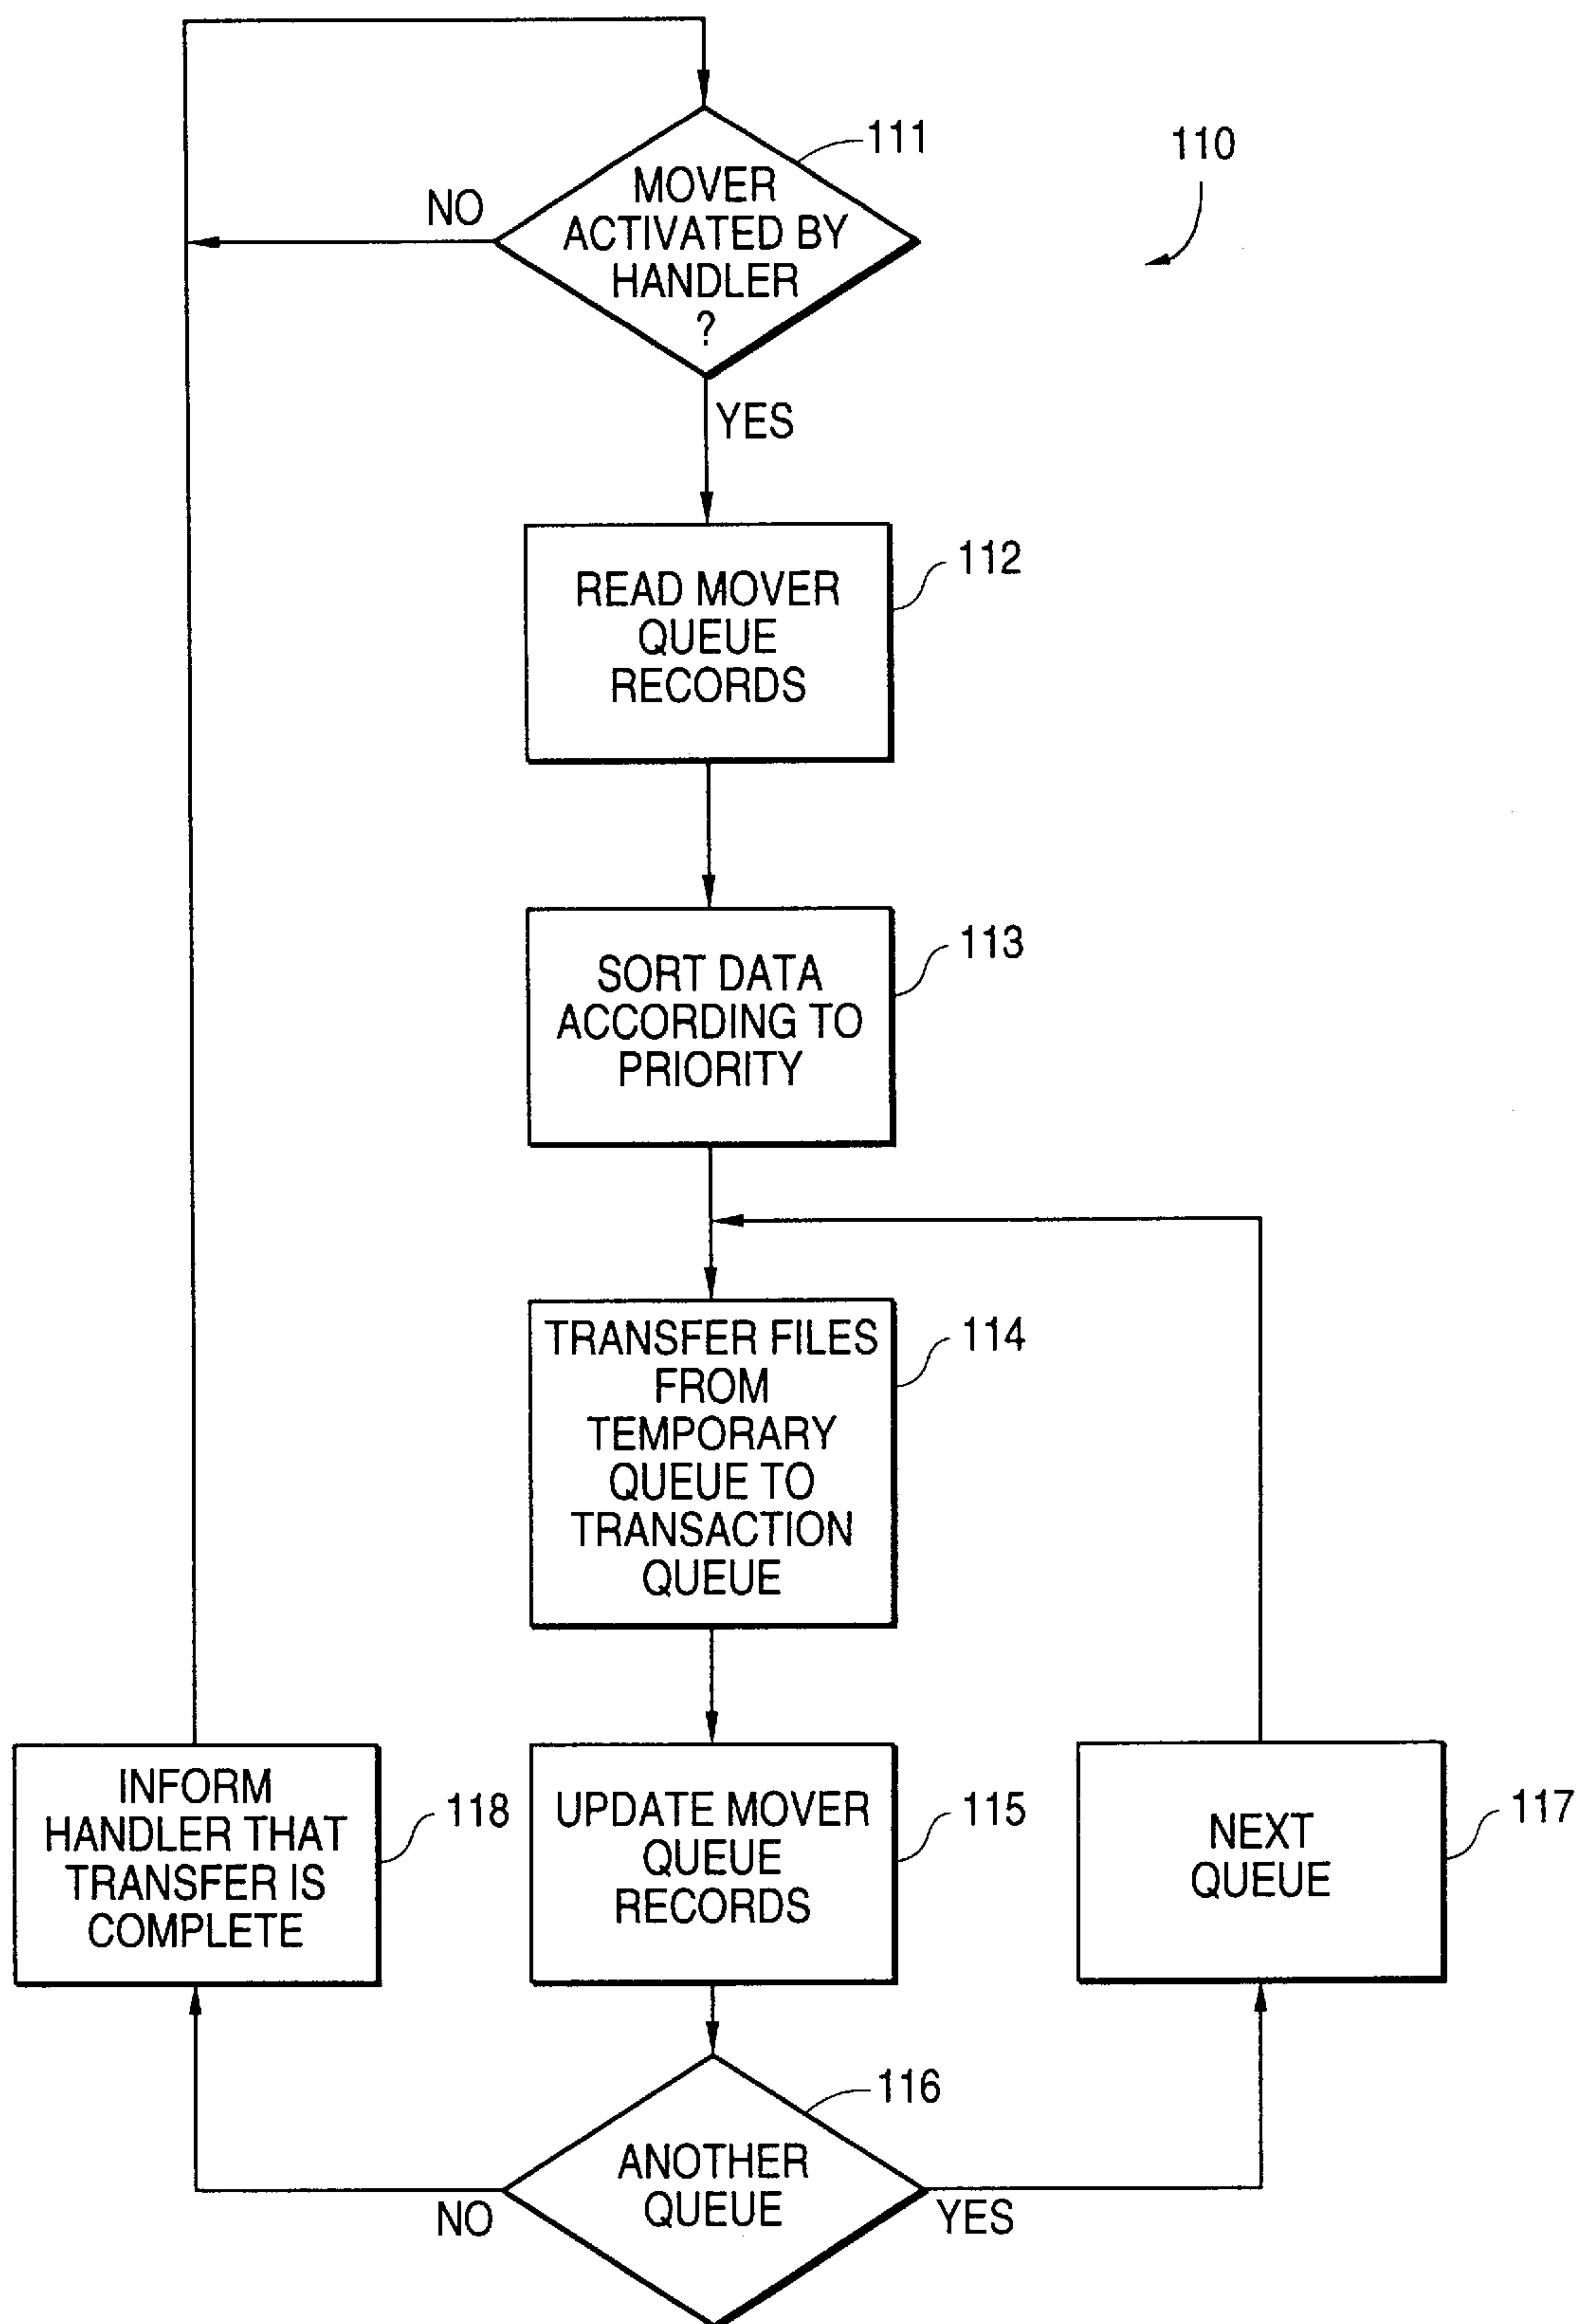 111
110
MOVER
ACTIVATED BY
HANDLER
?
NO
YES
112
READ MOVER
QUEUE
RECORDS
113
SORT DATA
ACCORDING TO
PRIORITY
114
TRANSFER FILES
FROM
TEMPORARY
QUEUE TO
TRANSACTION
QUEUE
INFORM
HANDLER THAT
TRANSFER IS
COMPLETE
118
UPDATE MOVER
QUEUE
RECORDS
115
NEXT
QUEUE
117
116
ANOTHER
QUEUE
NO
YES